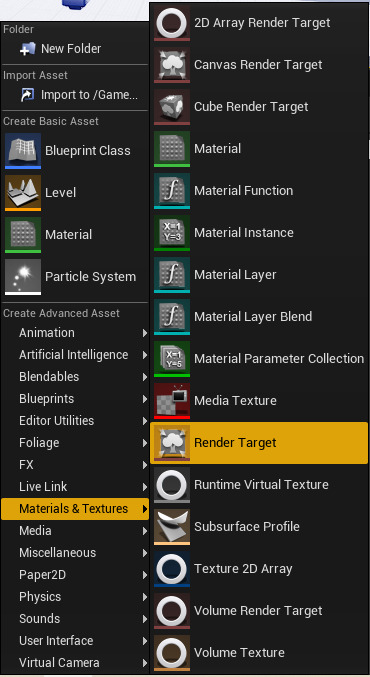 Folder
New Folder
Import Asset
Import to /Game...
Create Basic Asset
Blueprint Class
Level
Material
Particle System
Create Advanced Asset
Animation
Artificial Intelligence
Blendables
Blueprints
Editor Utilities
Foliage
FX
Live Link
Materials & Textures
Media
Miscellaneous
Paper2D
Physics
Sounds
User Interface
Virtual Camera
2D Array Render Target
Canvas Render Target
Cube Render Target
Material
Material Function
X=1
Y=3
Material Instance
Material Layer
Material Layer Blend
X=1
Y=5
Material Parameter Collection
Media Texture
Render Target
Runtime Virtual Texture
Subsurface Profile
Texture 2D Array
Volume Render Target
Volume Texture